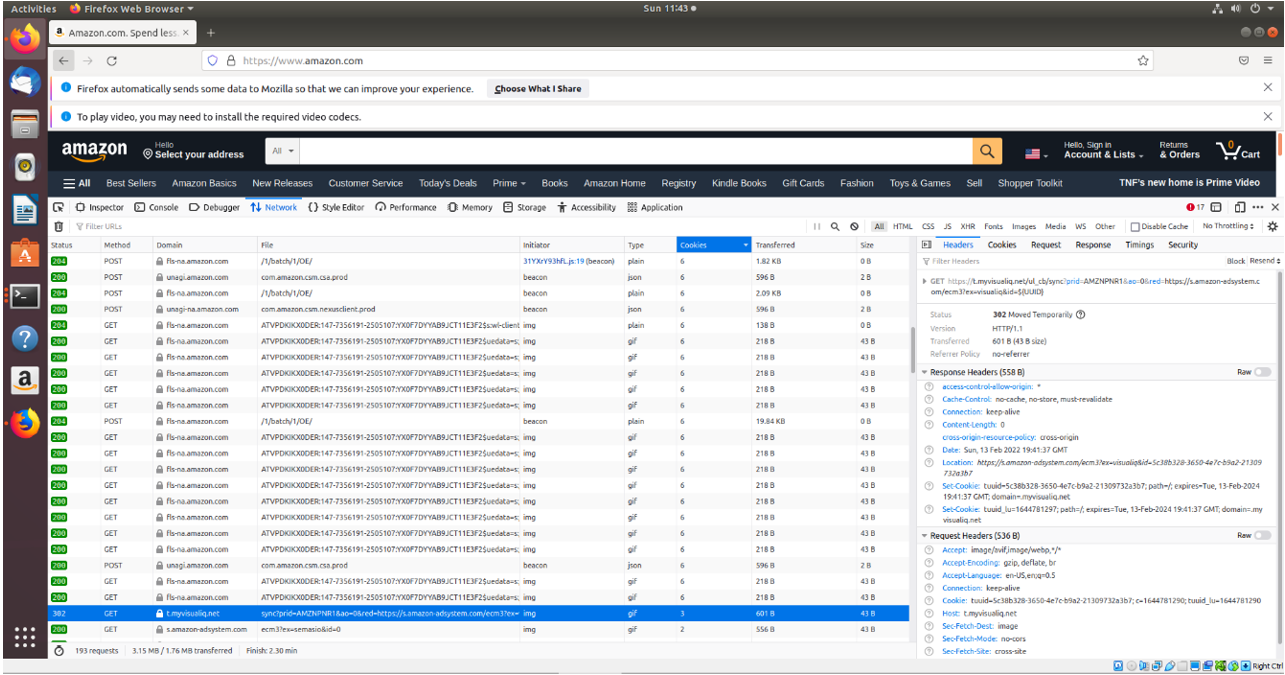 Activities Firefox Web Browser Sun 11:43
Amazon.com. Spend less. × +
https://www.amazon.com
Firefox automatically sends some data to Mozilla so that we can improve your experience. Choose What I Share
To play video, you may need to install the required video codecs.
amazon Hello Select your address All Hello, Sign in Account & Lists Returns & Orders 0 Cart
All Best Sellers Amazon Basics New Releases Customer Service Today's Deals Prime Books Amazon Home Registry Kindle Books Gift Cards Fashion Toys & Games Sell Shopper Toolkit TNF's new home is Prime Video
Inspector Console Debugger Network Style Editor Performance Memory Storage Accessibility Application 17
Filter URLs All HTML CSS JS XHR Fonts Images Media WS Other Disable Cache No Throttling
Status Method Domain File Initiator Type Cookies Transferred Size
204 POST fls-na.amazon.com /1/batch/1/OE/ 31YXrY93hfL.js:19 (beacon) plain 6 1.82 KB 0 B
200 POST unagi.amazon.com com.amazon.csm.csa.prod beacon json 6 596 B 2 B
204 POST fls-na.amazon.com /1/batch/1/OE/ beacon plain 6 2.09 KB 0 B
200 POST unagi-na.amazon.com com.amazon.csm.nexusclient.prod beacon json 6 596 B 2 B
204 GET fls-na.amazon.com ATVPDKIKX0DER:147-7356191-2505107:YX0F7DYYAB9JCT11E3F2$s:wl-client img plain 6 138 B 0 B
200 GET fls-na.amazon.com ATVPDKIKX0DER:147-7356191-2505107:YX0F7DYYAB9JCT11E3F2$uedata=s: img gif 6 218 B 43 B
200 GET fls-na.amazon.com ATVPDKIKX0DER:147-7356191-2505107:YX0F7DYYAB9JCT11E3F2$uedata=s: img gif 6 218 B 43 B
200 GET fls-na.amazon.com ATVPDKIKX0DER:147-7356191-2505107:YX0F7DYYAB9JCT11E3F2$uedata=s: img gif 6 218 B 43 B
200 GET fls-na.amazon.com ATVPDKIKX0DER:147-7356191-2505107:YX0F7DYYAB9JCT11E3F2$uedata=s: img gif 6 218 B 43 B
200 GET fls-na.amazon.com ATVPDKIKX0DER:147-7356191-2505107:YX0F7DYYAB9JCT11E3F2$uedata=s: img gif 6 218 B 43 B
204 POST fls-na.amazon.com /1/batch/1/OE/ beacon plain 6 19.84 KB 0 B
200 GET fls-na.amazon.com ATVPDKIKX0DER:147-7356191-2505107:YX0F7DYYAB9JCT11E3F2$uedata=s: img gif 6 218 B 43 B
200 GET fls-na.amazon.com ATVPDKIKX0DER:147-7356191-2505107:YX0F7DYYAB9JCT11E3F2$uedata=s: img gif 6 218 B 43 B
200 GET fls-na.amazon.com ATVPDKIKX0DER:147-7356191-2505107:YX0F7DYYAB9JCT11E3F2$uedata=s: img gif 6 218 B 43 B
200 GET fls-na.amazon.com ATVPDKIKX0DER:147-7356191-2505107:YX0F7DYYAB9JCT11E3F2$uedata=s: img gif 6 218 B 43 B
200 GET fls-na.amazon.com ATVPDKIKX0DER:147-7356191-2505107:YX0F7DYYAB9JCT11E3F2$uedata=s: img gif 6 218 B 43 B
200 GET fls-na.amazon.com ATVPDKIKX0DER:147-7356191-2505107:YX0F7DYYAB9JCT11E3F2$uedata=s: img gif 6 218 B 43 B
200 GET fls-na.amazon.com ATVPDKIKX0DER:147-7356191-2505107:YX0F7DYYAB9JCT11E3F2$uedata=s: img gif 6 218 B 43 B
200 GET fls-na.amazon.com ATVPDKIKX0DER:147-7356191-2505107:YX0F7DYYAB9JCT11E3F2$uedata=s: img gif 6 218 B 43 B
200 POST unagi.amazon.com com.amazon.csm.csa.prod beacon json 6 596 B 2 B
200 GET fls-na.amazon.com ATVPDKIKX0DER:147-7356191-2505107:YX0F7DYYAB9JCT11E3F2$uedata=s: img gif 6 218 B 43 B
200 GET fls-na.amazon.com ATVPDKIKX0DER:147-7356191-2505107:YX0F7DYYAB9JCT11E3F2$uedata=s: img gif 6 218 B 43 B
302 GET t.myvisualiq.net sync?prid=AMZNPNR1&ao=0&red=https://s.amazon-adsystem.com/ecm3?ex= img gif 3 601 B 43 B
200 GET s.amazon-adsystem.com ecm3?ex=semasio&id=0 img gif 2 556 B 43 B
193 requests 3.15 MB / 1.76 MB transferred Finish: 2.30 min
Headers Cookies Request Response Timings Security
Filter Headers Block Resend
GET https://t.myvisualiq.net/ul_cb/sync?prid=AMZNPNR1&ao=0&red=https://s.amazon-adsystem.c
om/ecm3?ex=visualiq&id=${UUID}
Status 302 Moved Temporarily
Version HTTP/1.1
Transferred 601 B (43 B size)
Referrer Policy no-referrer
Response Headers (558 B) Raw
access-control-allow-origin: *
Cache-Control: no-cache, no-store, must-revalidate
Connection: keep-alive
Content-Length: 0
cross-origin-resource-policy: cross-origin
Date: Sun, 13 Feb 2022 19:41:37 GMT
Location: https://s.amazon-adsystem.com/ecm3?ex=visualiq&id=5c38b328-3650-4e7c-b9a2-21309
732a3b7
Set-Cookie: tuuid=5c38b328-3650-4e7c-b9a2-21309732a3b7; path=/; expires=Tue, 13-Feb-2024
19:41:37 GMT; domain=.myvisualiq.net
Set-Cookie: tuuid_lu=1644781297; path=/; expires=Tue, 13-Feb-2024 19:41:37 GMT; domain=.my
visualiq.net
Request Headers (536 B) Raw
Accept: image/avif,image/webp,*/*
Accept-Encoding: gzip, deflate, br
Accept-Language: en-US,en;q=0.5
Connection: keep-alive
Cookie: tuuid=5c38b328-3650-4e7c-b9a2-21309732a3b7; c=1644781290; tuuid_lu=1644781290
Host: t.myvisualiq.net
Sec-Fetch-Dest: image
Sec-Fetch-Mode: no-cors
Sec-Fetch-Site: cross-site
Right Ctrl